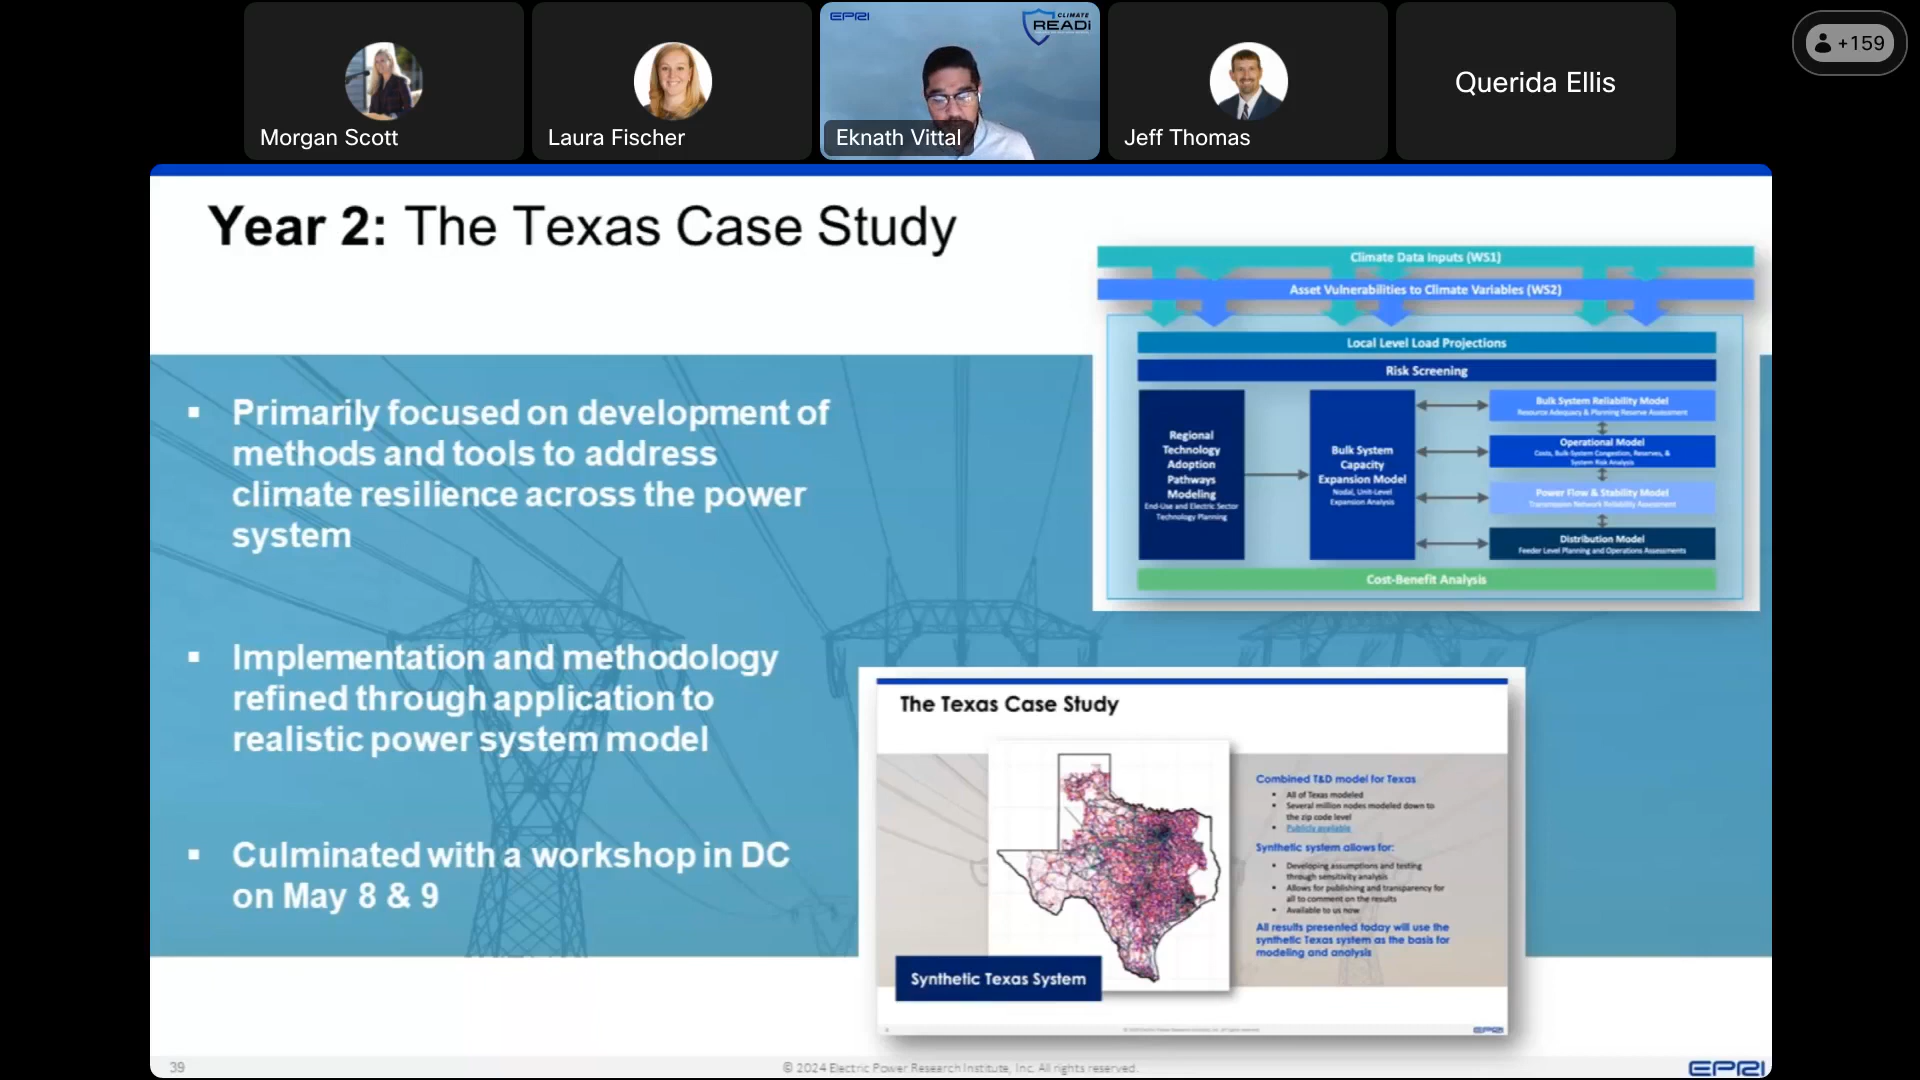 EPRI
CLIMATE
READi
+159
Morgan Scott
Laura Fischer
Eknath Vittal
Jeff Thomas
Querida Ellis
Year 2: The Texas Case Study
Primarily focused on development of
methods and tools to address
climate resilience across the power
system
Implementation and methodology
refined through application to
realistic power system model
Culminated with a workshop in DC
on May 8 & 9
Climate Data Inputs (WS1)
Asset Vulnerabilities to Climate Variables (WS2)
Local Level Load Projections
Risk Screening
Regional
Technology
Adoption
Pathways
Modeling
End-Use and Electric Sector
Technology Planning
Bulk System
Capacity
Expansion Model
Nodal, Unit-Level
Expansion Analysis
Bulk System Reliability Model
Resource Adequacy & Planning Reserve Assessment
Operational Model
Costs, Bulk System Congestion, Reserves, &
System Risk Analysis
Power Flow & Stability Model
Transmission Network Reliability Assessment
Distribution Model
Feeder Level Planning and Operations Assessments
Cost-Benefit Analysis
The Texas Case Study
Combined T&D model for Texas
All of Texas modeled
Several million nodes modeled down to
the zip code level
Publicly available
Synthetic system allows for:
Developing assumptions and testing
through sensitivity analysis
Allows for publishing and transparency for
all to comment on the results
Available to us now
All results presented today will use the
synthetic Texas system as the basis for
modeling and analysis
Synthetic Texas System
EPRI
39
© 2024 Electric Power Research Institute, Inc. All rights reserved.
EPRI